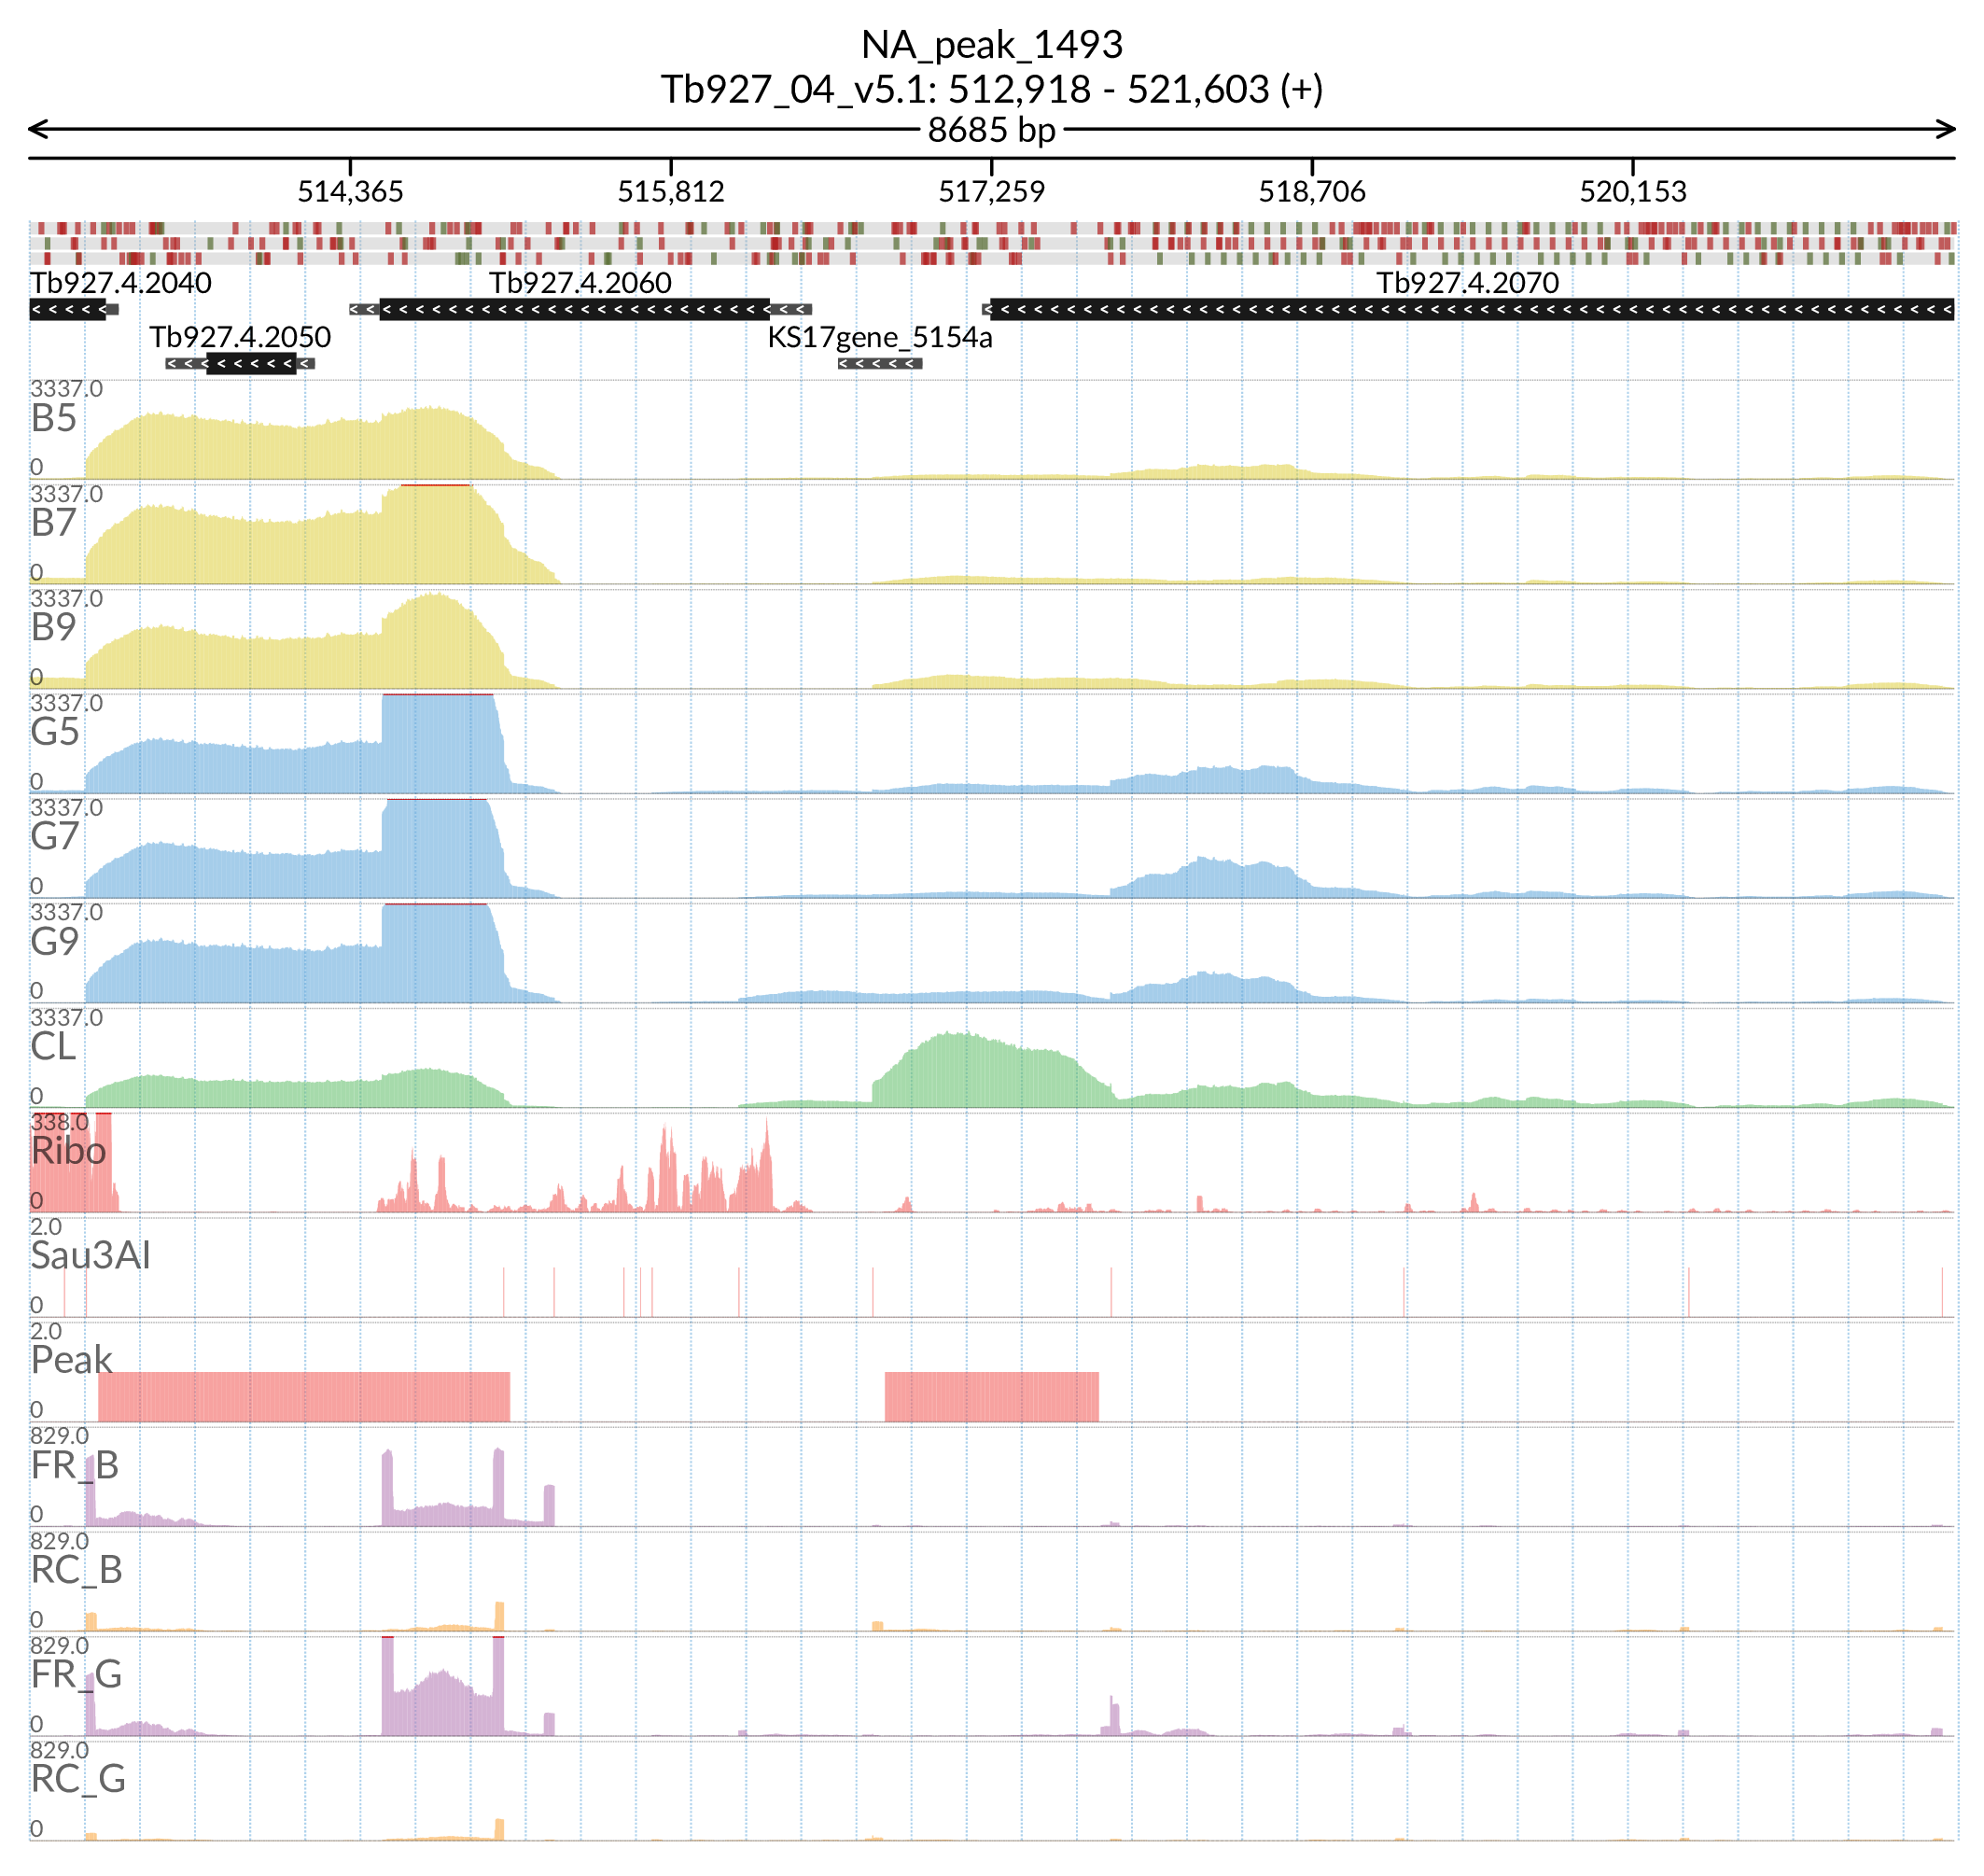 NA_peak_1493
Tb927_04_v5.1: 512,918 - 521,603 (+)
8685 bp
514,365 515,812 517,259 518,706 520,153
Tb927.4.2040 Tb927.4.2060 Tb927.4.2070
Tb927.4.2050 KS17gene_5154a
3337.0
B5
0
3337.0
B7
0
3337.0
B9
0
3337.0
G5
0
3337.0
G7
0
3337.0
G9
0
3337.0
CL
0
338.0
Ribo
0
2.0
Sau3AI
0
2.0
Peak
0
829.0
FR_B
0
829.0
RC_B
0
829.0
FR_G
0
829.0
RC_G
0